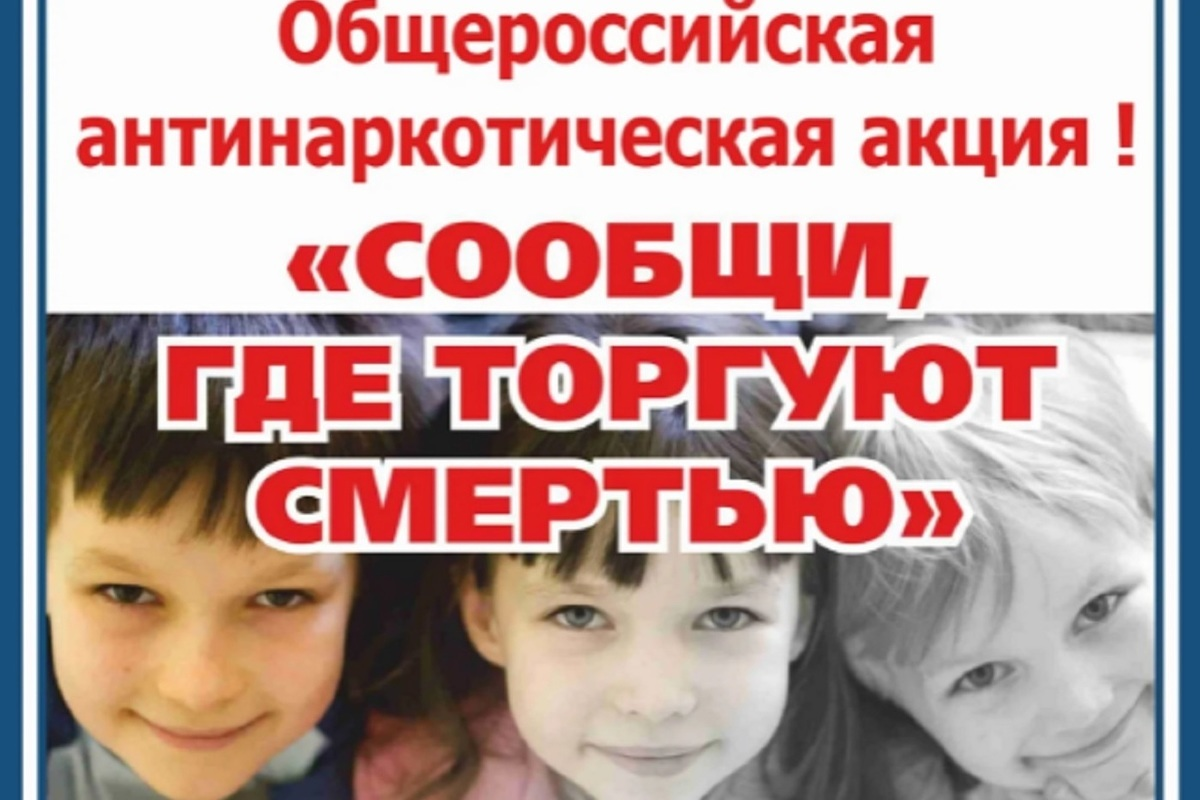 Общероссийская
антинаркотическая акция !
«СООБЩИ,
ГДЕ ТОРГУЮТ
СМЕРТЬЮ»